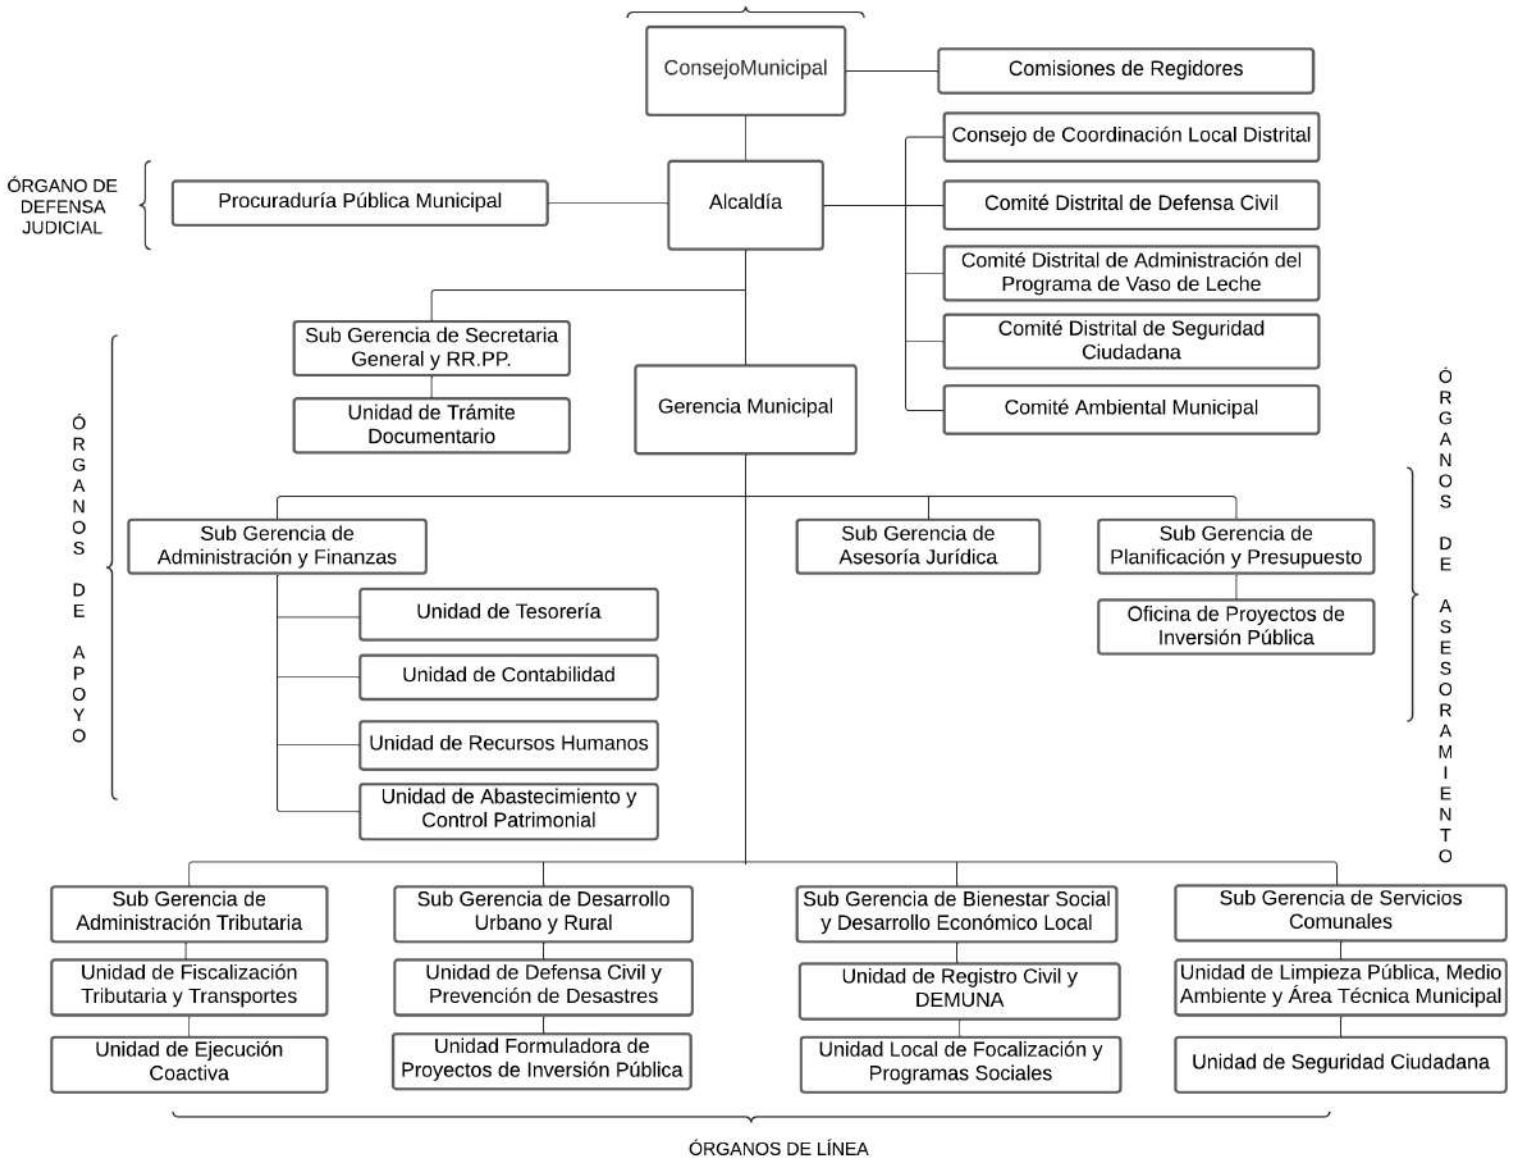 ConsejoMunicipal
Comisiones de Regidores
Consejo de Coordinación Local Distrital
ÓRGANO DE
DEFENSA
JUDICIAL
Procuraduría Pública Municipal
Alcaldía
Comité Distrital de Defensa Civil
Comité Distrital de Administración del
Programa de Vaso de Leche
Sub Gerencia de Secretaria
General y RR.PP.
Comité Distrital de Seguridad
Ciudadana
Unidad de Trámite
Documentario
Gerencia Municipal
Comité Ambiental Municipal
ÓRGANOS DE APOYO
ÓRGANOS DE ASESORAMIENTO
Sub Gerencia de
Administración y Finanzas
Sub Gerencia de
Asesoría Jurídica
Sub Gerencia de
Planificación y Presupuesto
Unidad de Tesorería
Oficina de Proyectos de
Inversión Pública
Unidad de Contabilidad
Unidad de Recursos Humanos
Unidad de Abastecimiento y
Control Patrimonial
Sub Gerencia de
Administración Tributaria
Sub Gerencia de Desarrollo
Urbano y Rural
Sub Gerencia de Bienestar Social
y Desarrollo Económico Local
Sub Gerencia de Servicios
Comunales
Unidad de Fiscalización
Tributaria y Transportes
Unidad de Defensa Civil y
Prevención de Desastres
Unidad de Registro Civil y
DEMUNA
Unidad de Limpieza Pública, Medio
Ambiente y Área Técnica Municipal
Unidad de Ejecución
Coactiva
Unidad Formuladora de
Proyectos de Inversión Pública
Unidad Local de Focalización y
Programas Sociales
Unidad de Seguridad Ciudadana
ÓRGANOS DE LÍNEA